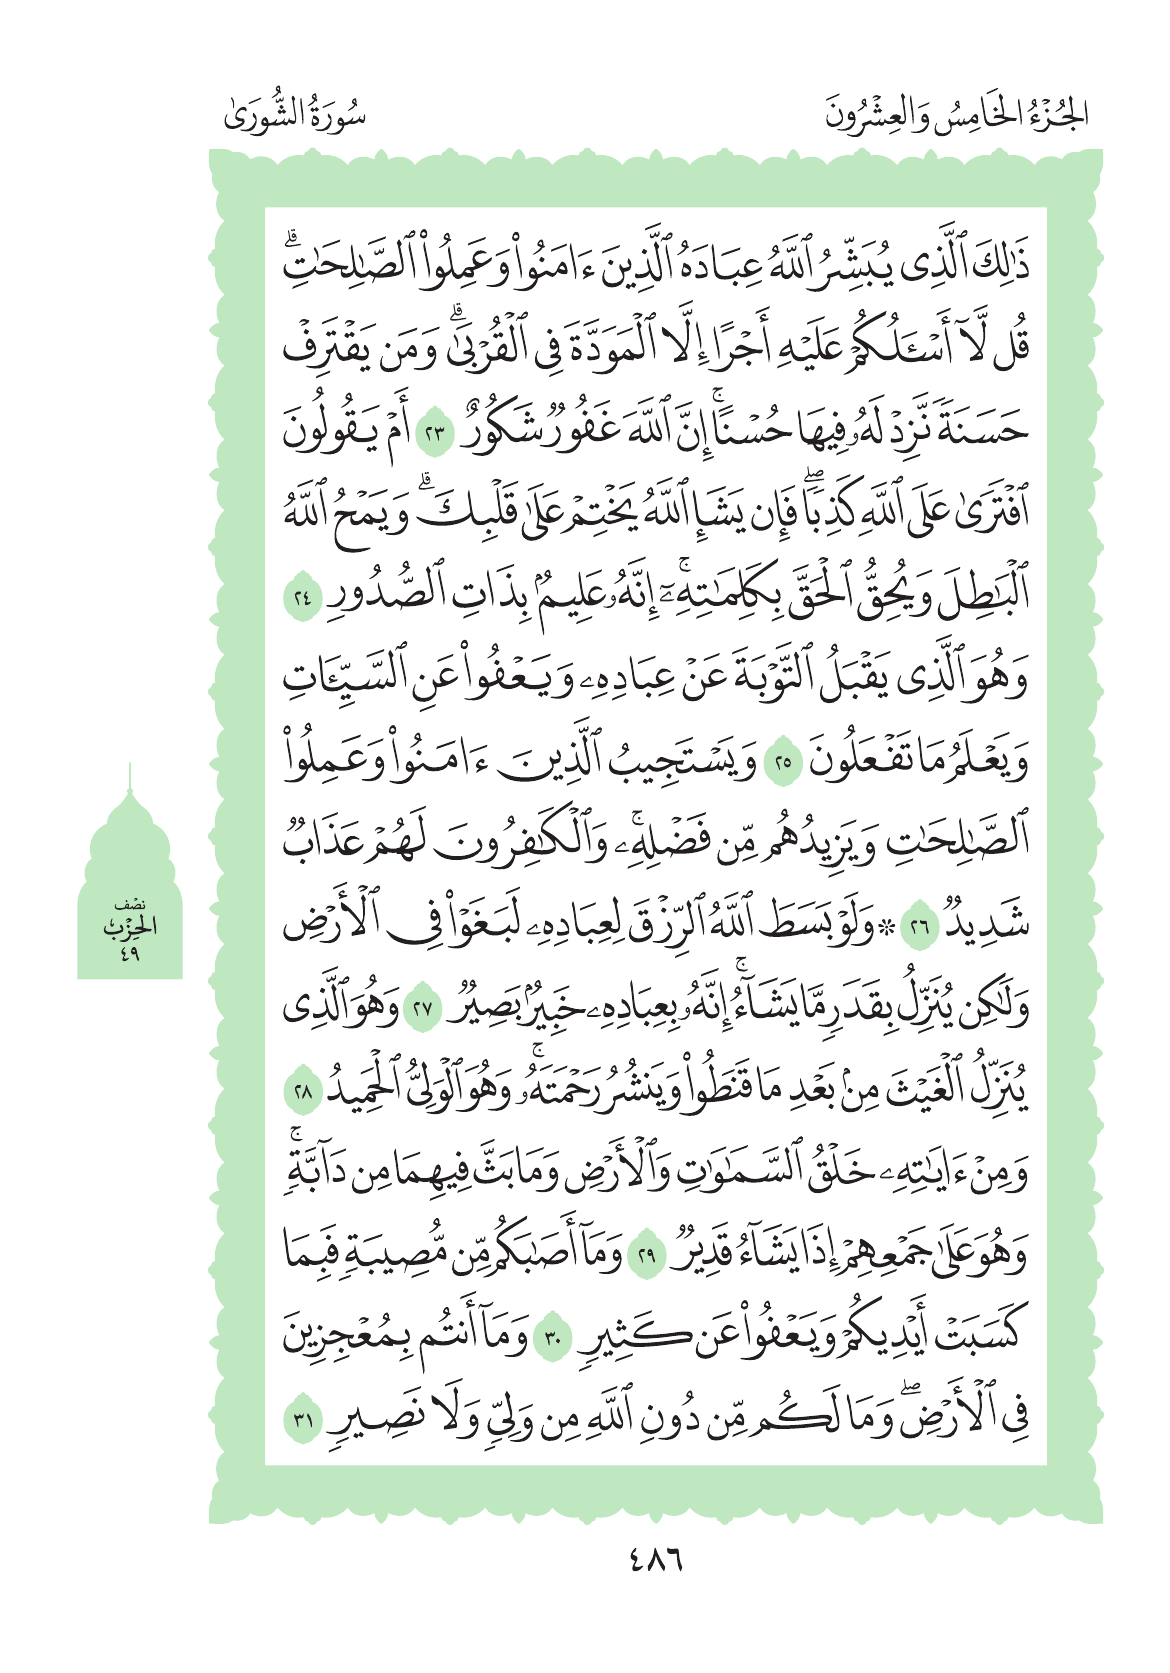 الجُزْءُ الخَامِسُ وَالعِشْرُونَ
سُورَةُ الشُّورَىٰ
ذَٰلِكَ ٱلَّذِى يُبَشِّرُ ٱللَّهُ عِبَادَهُ ٱلَّذِينَ ءَامَنُوا۟ وَعَمِلُوا۟ ٱلصَّـٰلِحَـٰتِ ۗ
قُل لَّآ أَسْـَٔلُكُمْ عَلَيْهِ أَجْرًا إِلَّا ٱلْمَوَدَّةَ فِى ٱلْقُرْبَىٰ ۗ وَمَن يَقْتَرِفْ
حَسَنَةً نَّزِدْ لَهُۥ فِيهَا حُسْنًا ۚ إِنَّ ٱللَّهَ غَفُورٌ شَكُورٌ ٢٣ أَمْ يَقُولُونَ
ٱفْتَرَىٰ عَلَى ٱللَّهِ كَذِبًا ۖ فَإِن يَشَإِ ٱللَّهُ يَخْتِمْ عَلَىٰ قَلْبِكَ ۗ وَيَمْحُ ٱللَّهُ
ٱلْبَـٰطِلَ وَيُحِقُّ ٱلْحَقَّ بِكَلِمَـٰتِهِۦٓ ۚ إِنَّهُۥ عَلِيمٌۢ بِذَاتِ ٱلصُّدُورِ ٢٤
وَهُوَ ٱلَّذِى يَقْبَلُ ٱلتَّوْبَةَ عَنْ عِبَادِهِۦ وَيَعْفُوا۟ عَنِ ٱلسَّيِّـَٔاتِ
وَيَعْلَمُ مَا تَفْعَلُونَ ٢٥ وَيَسْتَجِيبُ ٱلَّذِينَ ءَامَنُوا۟ وَعَمِلُوا۟
ٱلصَّـٰلِحَـٰتِ وَيَزِيدُهُم مِّن فَضْلِهِۦ ۚ وَٱلْكَـٰفِرُونَ لَهُمْ عَذَابٌ
شَدِيدٌ ٢٦ ۞ وَلَوْ بَسَطَ ٱللَّهُ ٱلرِّزْقَ لِعِبَادِهِۦ لَبَغَوْا۟ فِى ٱلْأَرْضِ
وَلَـٰكِن يُنَزِّلُ بِقَدَرٍ مَّا يَشَآءُ ۚ إِنَّهُۥ بِعِبَادِهِۦ خَبِيرٌۢ بَصِيرٌ ٢٧ وَهُوَ ٱلَّذِى
يُنَزِّلُ ٱلْغَيْثَ مِنۢ بَعْدِ مَا قَنَطُوا۟ وَيَنشُرُ رَحْمَتَهُۥ ۚ وَهُوَ ٱلْوَلِىُّ ٱلْحَمِيدُ ٢٨
وَمِنْ ءَايَـٰتِهِۦ خَلْقُ ٱلسَّمَـٰوَٰتِ وَٱلْأَرْضِ وَمَا بَثَّ فِيهِمَا مِن دَآبَّةٍ ۚ
وَهُوَ عَلَىٰ جَمْعِهِمْ إِذَا يَشَآءُ قَدِيرٌ ٢٩ وَمَآ أَصَـٰبَكُم مِّن مُّصِيبَةٍ فَبِمَا
كَسَبَتْ أَيْدِيكُمْ وَيَعْفُوا۟ عَن كَثِيرٍ ٣٠ وَمَآ أَنتُم بِمُعْجِزِينَ
فِى ٱلْأَرْضِ ۖ وَمَا لَكُم مِّن دُونِ ٱللَّهِ مِن وَلِىٍّ وَلَا نَصِيرٍ ٣١
نصْف
الحِزْبُ
٤٩
٤٨٦